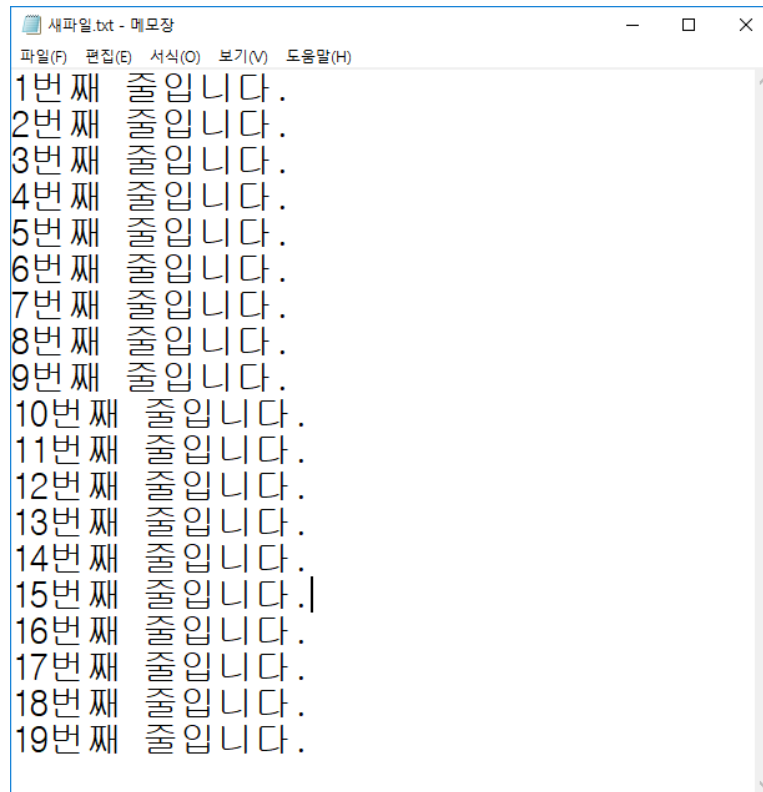 새파일.txt - 메모장
파일(F) 편집(E) 서식(O) 보기(V) 도움말(H)
1번째 줄입니다.
2번째 줄입니다.
3번째 줄입니다.
4번째 줄입니다.
5번째 줄입니다.
6번째 줄입니다.
7번째 줄입니다.
8번째 줄입니다.
9번째 줄입니다.
10번째 줄입니다.
11번째 줄입니다.
12번째 줄입니다.
13번째 줄입니다.
14번째 줄입니다.
15번째 줄입니다.
16번째 줄입니다.
17번째 줄입니다.
18번째 줄입니다.
19번째 줄입니다.